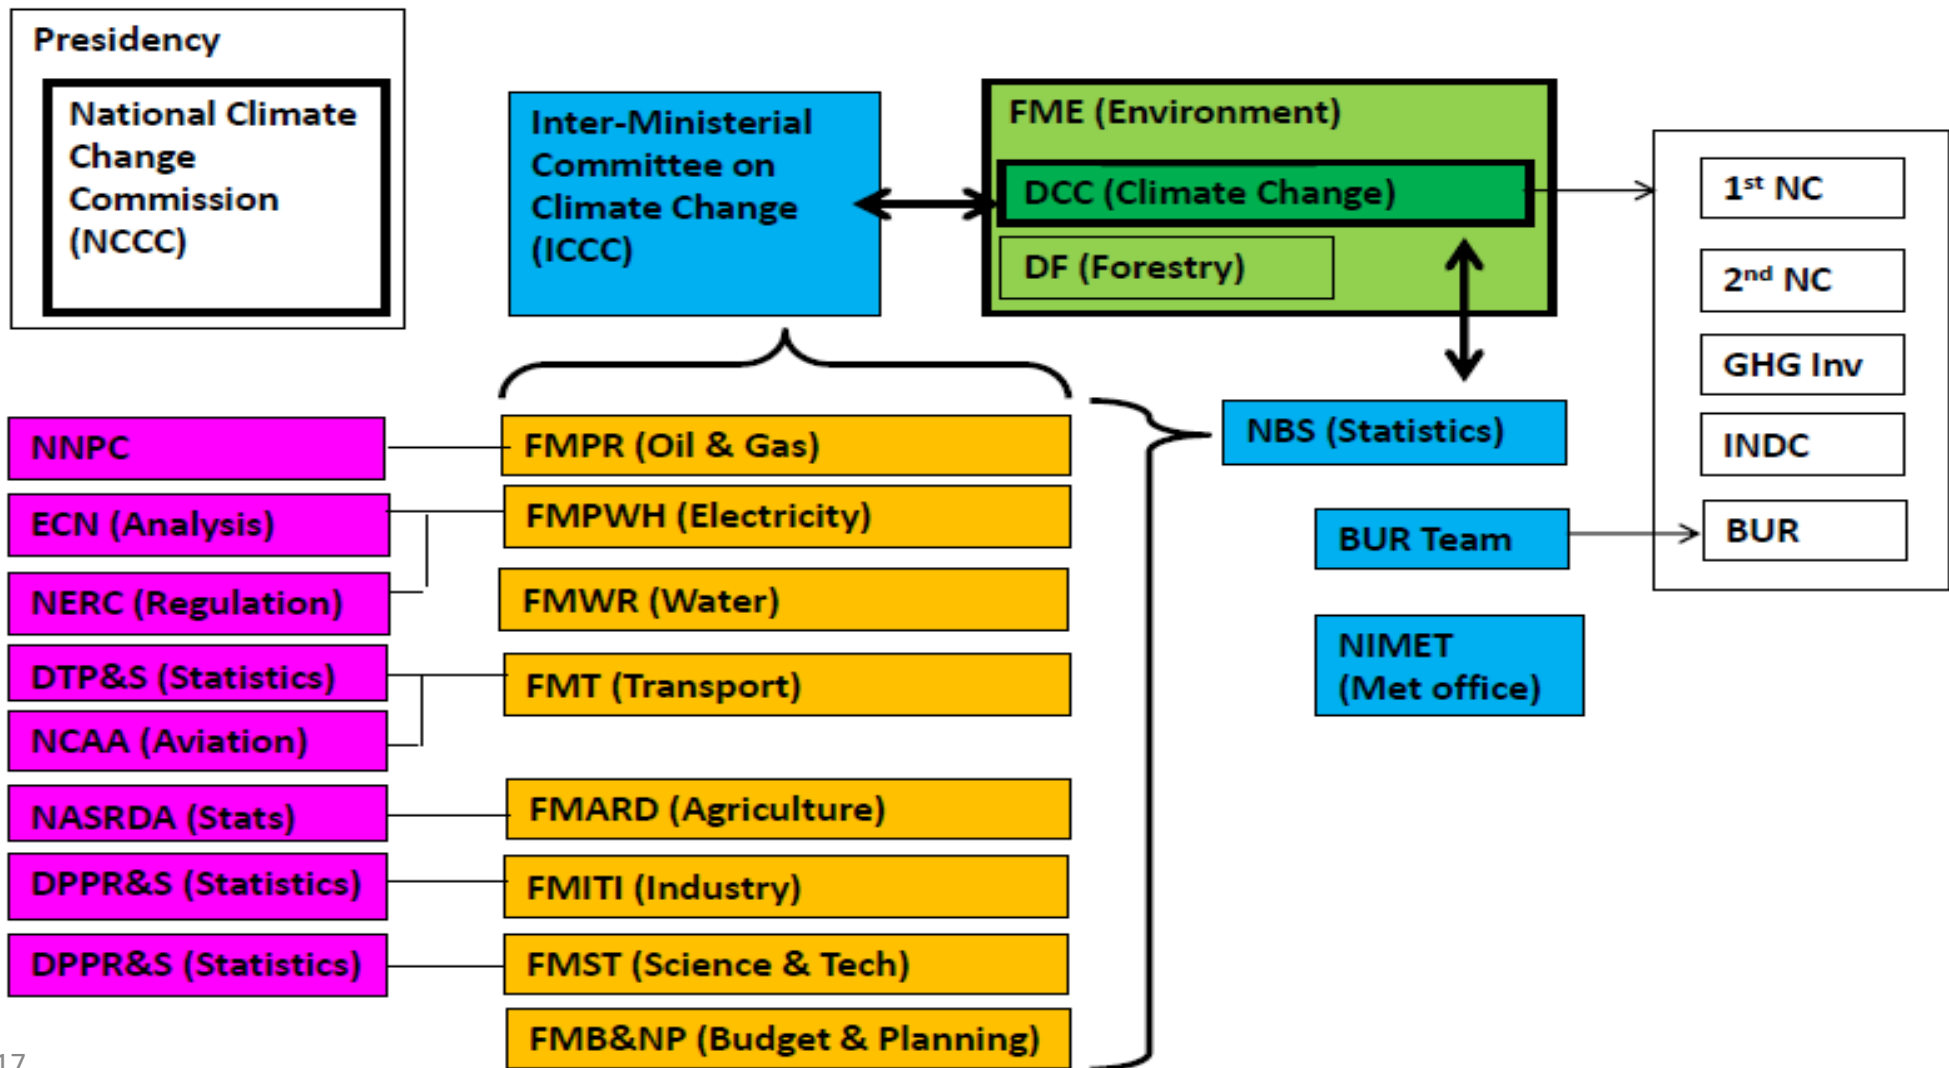 Presidency
National Climate
Change
Commission
(NCCC)
Inter-Ministerial
Committee on
Climate Change
(ICCC)
FME (Environment)
DCC (Climate Change)
DF (Forestry)
1st NC
2nd NC
GHG Inv
INDC
BUR
NNPC
ECN (Analysis)
NERC (Regulation)
DTP&S (Statistics)
NCAA (Aviation)
NASRDA (Stats)
DPPR&S (Statistics)
DPPR&S (Statistics)
FMPR (Oil & Gas)
FMPWH (Electricity)
FMWR (Water)
FMT (Transport)
FMARD (Agriculture)
FMITI (Industry)
FMST (Science & Tech)
FMB&NP (Budget & Planning)
NBS (Statistics)
BUR Team
NIMET
(Met office)
17